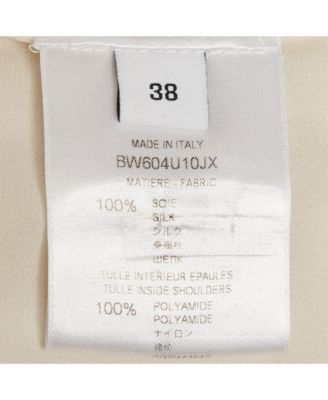 38
MADE IN ITALY
BW604U10JX
MATIERE - FABRIC
100% SOIE
SILK
シルク
ШЕЛК
TULLE INTERIEUR EPAULES
TULLE INSIDE SHOULDERS
100% POLYAMIDE
POLYAMIDE
ナイロン